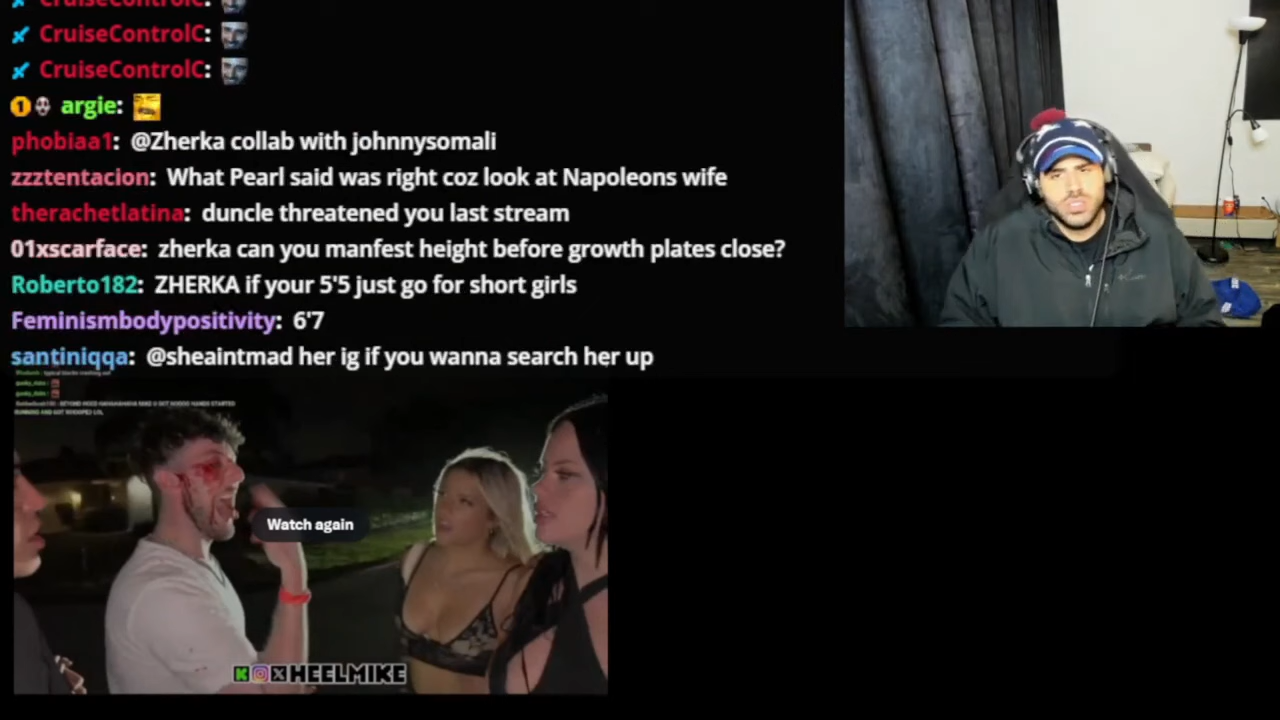 CruiseControlC:
CruiseControlC:
CruiseControlC:
1 argie:
phobiaa1: @Zherka collab with johnnysomali
zzztentacion: What Pearl said was right coz look at Napoleons wife
therachetlatina: duncle threatened you last stream
01xscarface: zherka can you manfest height before growth plates close?
Roberto182: ZHERKA if your 5'5 just go for short girls
Feminismbodypositivity: 6'7
santiniqqa: @sheaintmad her ig if you wanna search her up
Watch again
K X HEELMIKE